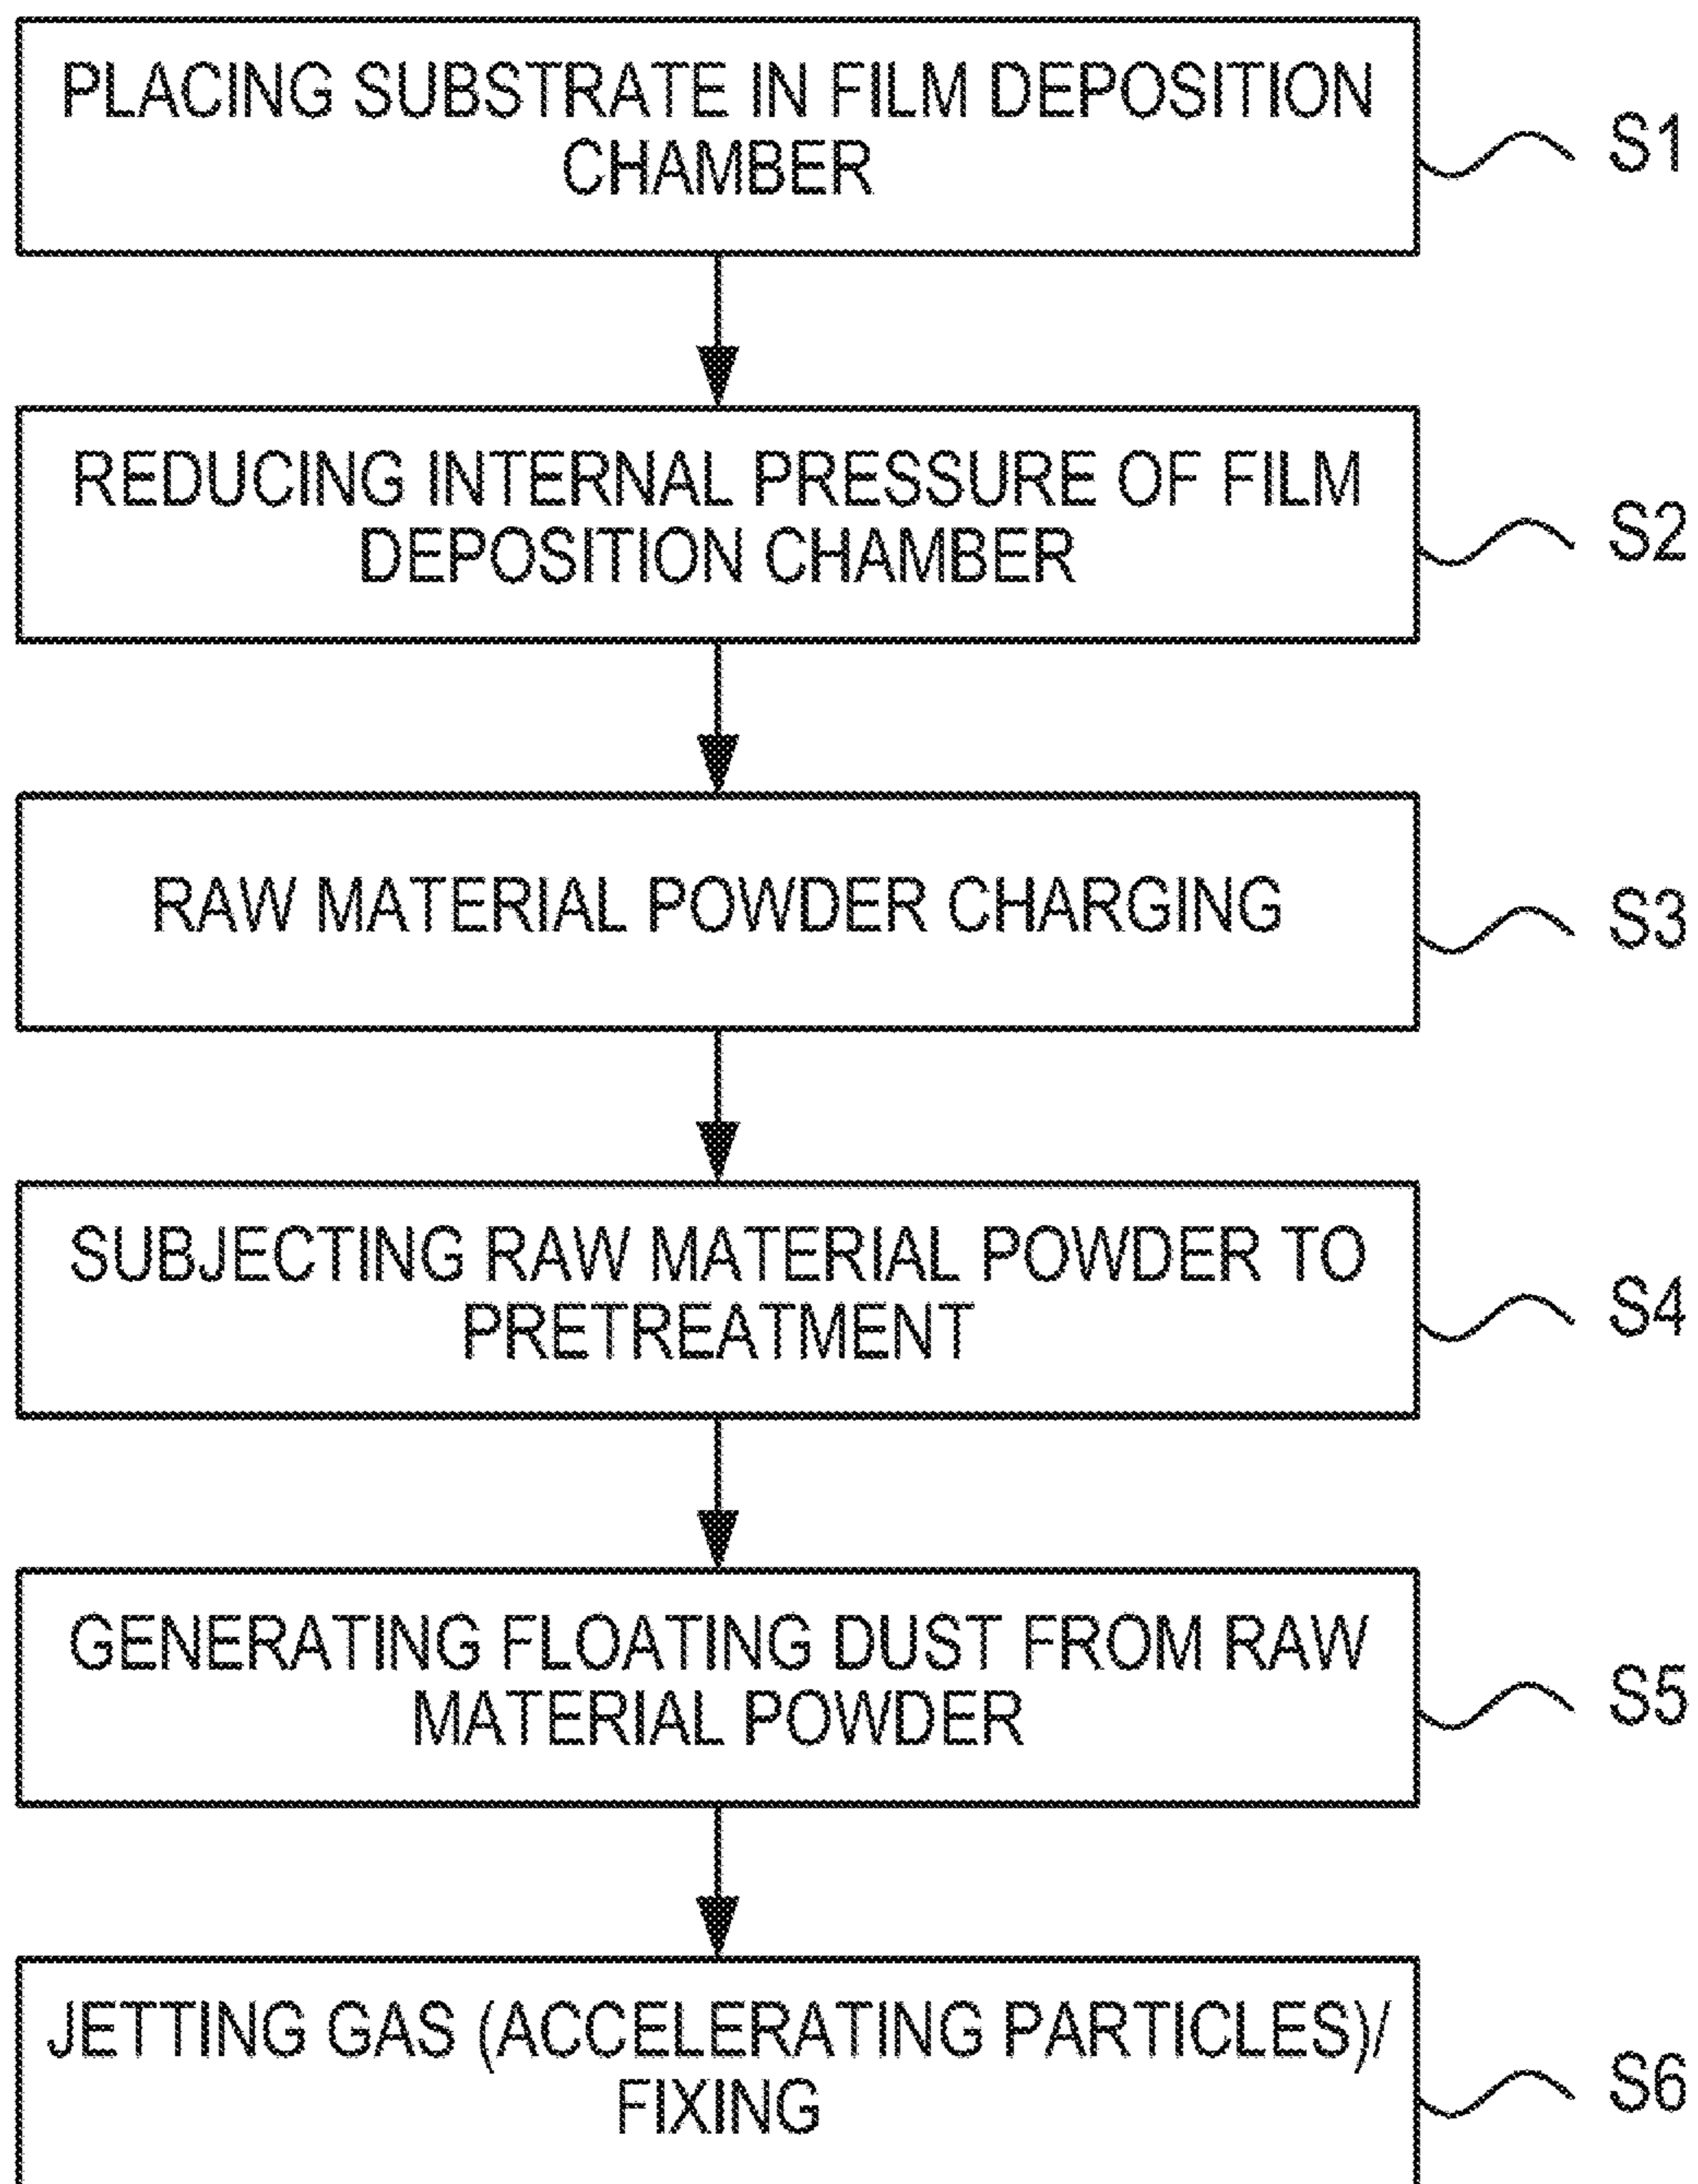 PLACING SUBSTRATE IN FILM DEPOSITION
CHAMBER
S1
REDUCING INTERNAL PRESSURE OF FILM
DEPOSITION CHAMBER
S2
RAW MATERIAL POWDER CHARGING
S3
SUBJECTING RAW MATERIAL POWDER TO
PRETREATMENT
S4
GENERATING FLOATING DUST FROM RAW
MATERIAL POWDER
S5
JETTING GAS (ACCELERATING PARTICLES)/
FIXING
S6